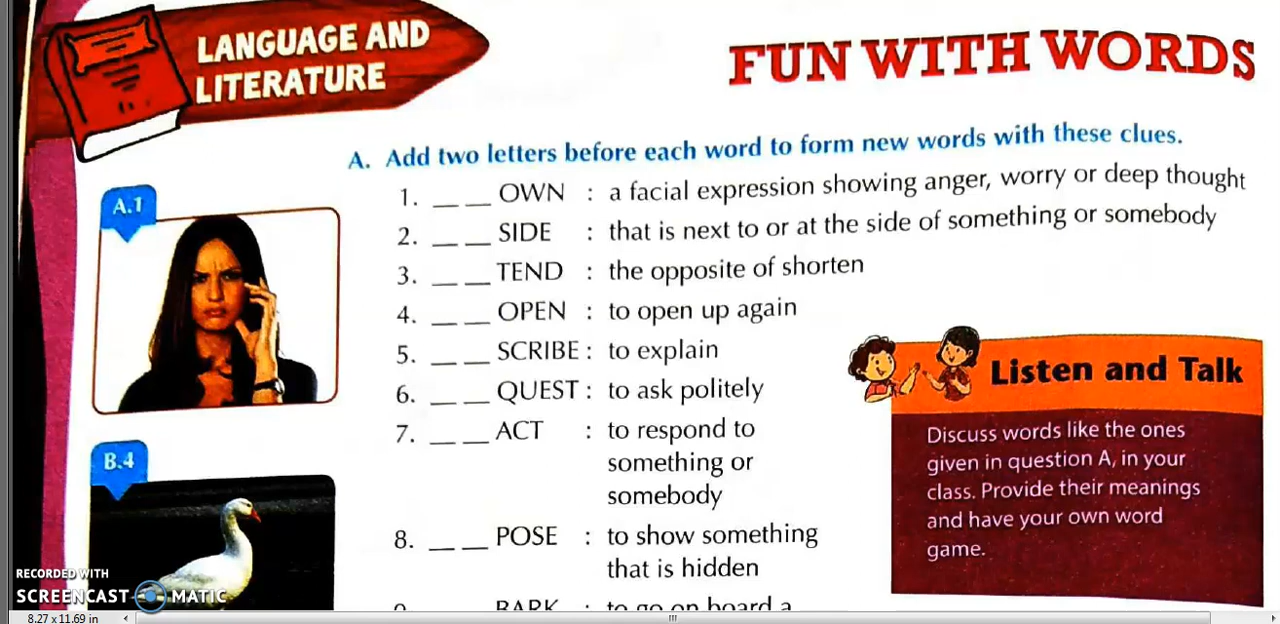 LANGUAGE AND
LITERATURE
FUN WITH WORDS
A. Add two letters before each word to form new words with these clues.
1. __ __ OWN : a facial expression showing anger, worry or deep thought
2. __ __ SIDE : that is next to or at the side of something or somebody
3. __ __ TEND : the opposite of shorten
4. __ __ OPEN : to open up again
5. __ __ SCRIBE : to explain
6. __ __ QUEST : to ask politely
7. __ __ ACT : to respond to
something or
somebody
8. __ __ POSE : to show something
that is hidden
BARK : to go on board a
A.1
B.4
Listen and Talk
Discuss words like the ones
given in question A, in your
class. Provide their meanings
and have your own word
game.
RECORDED WITH
SCREENCAST MATIC
8.27 x 11.69 in